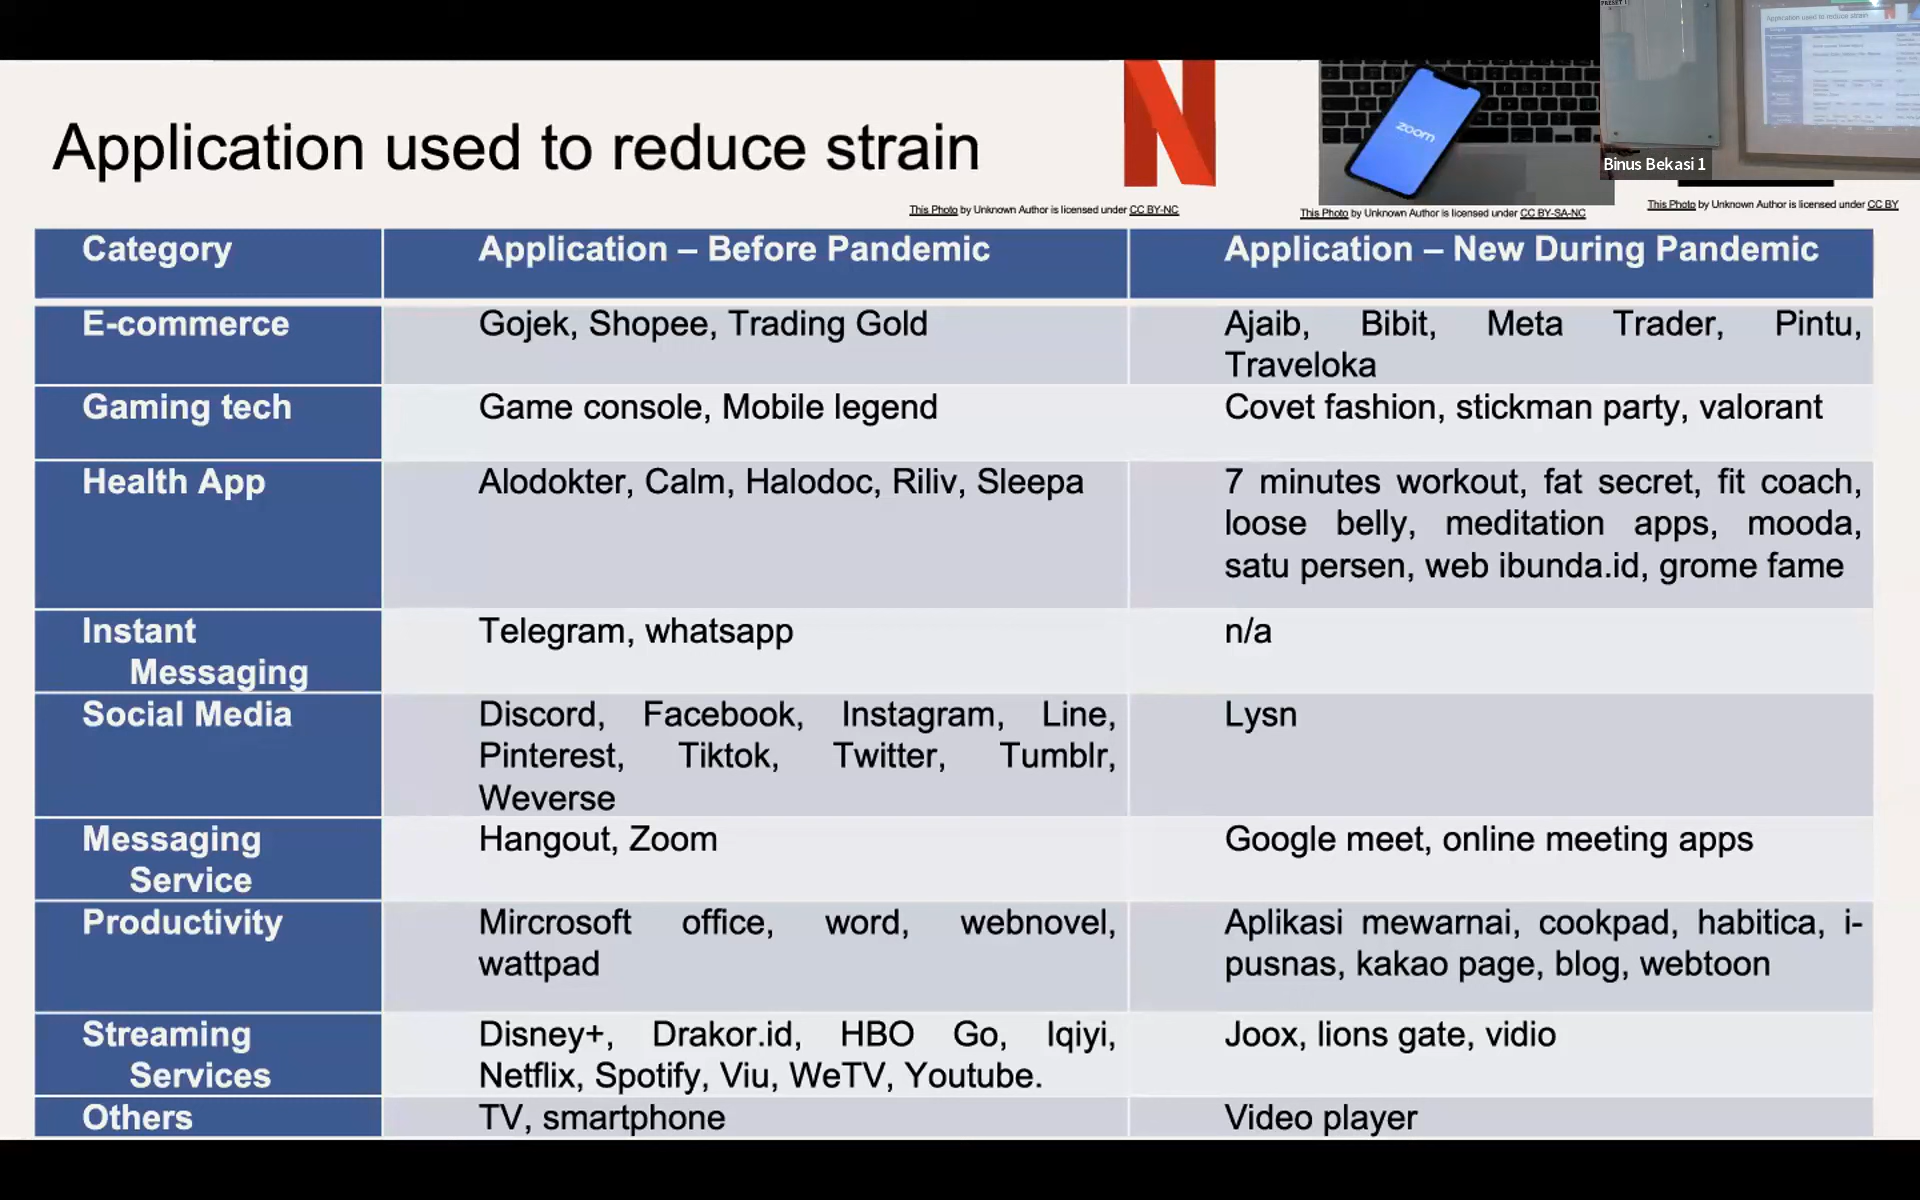 PRESET 1
Application used to reduce strain
N
zoom
Application used to reduce strain
Binus Bekasi 1
This Photo by Unknown Author is licensed under CC BY-NC
This Photo by Unknown Author is licensed under CC BY-SA-NC
This Photo by Unknown Author is licensed under CC BY
Category
Application – Before Pandemic
Application – New During Pandemic
E-commerce
Gojek, Shopee, Trading Gold
Ajaib, Bibit, Meta Trader, Pintu,
Traveloka
Gaming tech
Game console, Mobile legend
Covet fashion, stickman party, valorant
Health App
Alodokter, Calm, Halodoc, Riliv, Sleepa
7 minutes workout, fat secret, fit coach,
loose belly, meditation apps, mooda,
satu persen, web ibunda.id, grome fame
Instant
Messaging
Telegram, whatsapp
n/a
Social Media
Discord, Facebook, Instagram, Line,
Pinterest, Tiktok, Twitter, Tumblr,
Weverse
Lysn
Messaging
Service
Hangout, Zoom
Google meet, online meeting apps
Productivity
Mircrosoft office, word, webnovel,
wattpad
Aplikasi mewarnai, cookpad, habitica, i-
pusnas, kakao page, blog, webtoon
Streaming
Services
Disney+, Drakor.id, HBO Go, Iqiyi,
Netflix, Spotify, Viu, WeTV, Youtube.
Joox, lions gate, vidio
Others
TV, smartphone
Video player